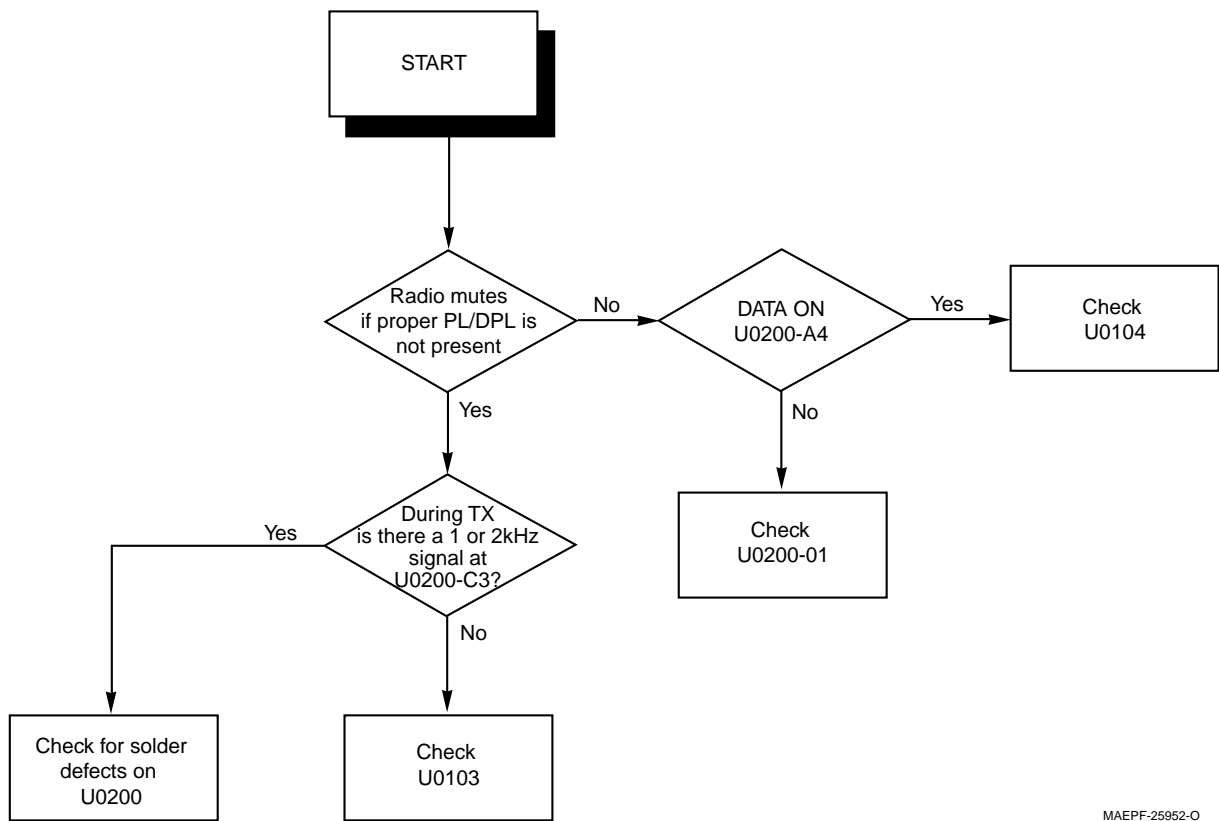 START
Radio mutes
if proper PL/DPL is
not present
No
DATA ON
U0200-A4
Yes
Check
U0104
Yes
No
Check
U0200-01
During TX
is there a 1 or 2kHz
signal at
U0200-C3?
Yes
No
Check for solder
defects on
U0200
Check
U0103
MAEPF-25952-O